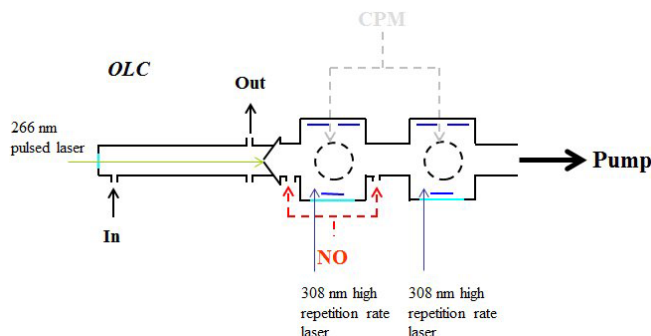 CPM
OLC
Out
266 nm
pulsed laser
Pump
In
NO
308 nm high
repetition rate
laser
308 nm high
repetition rate
laser